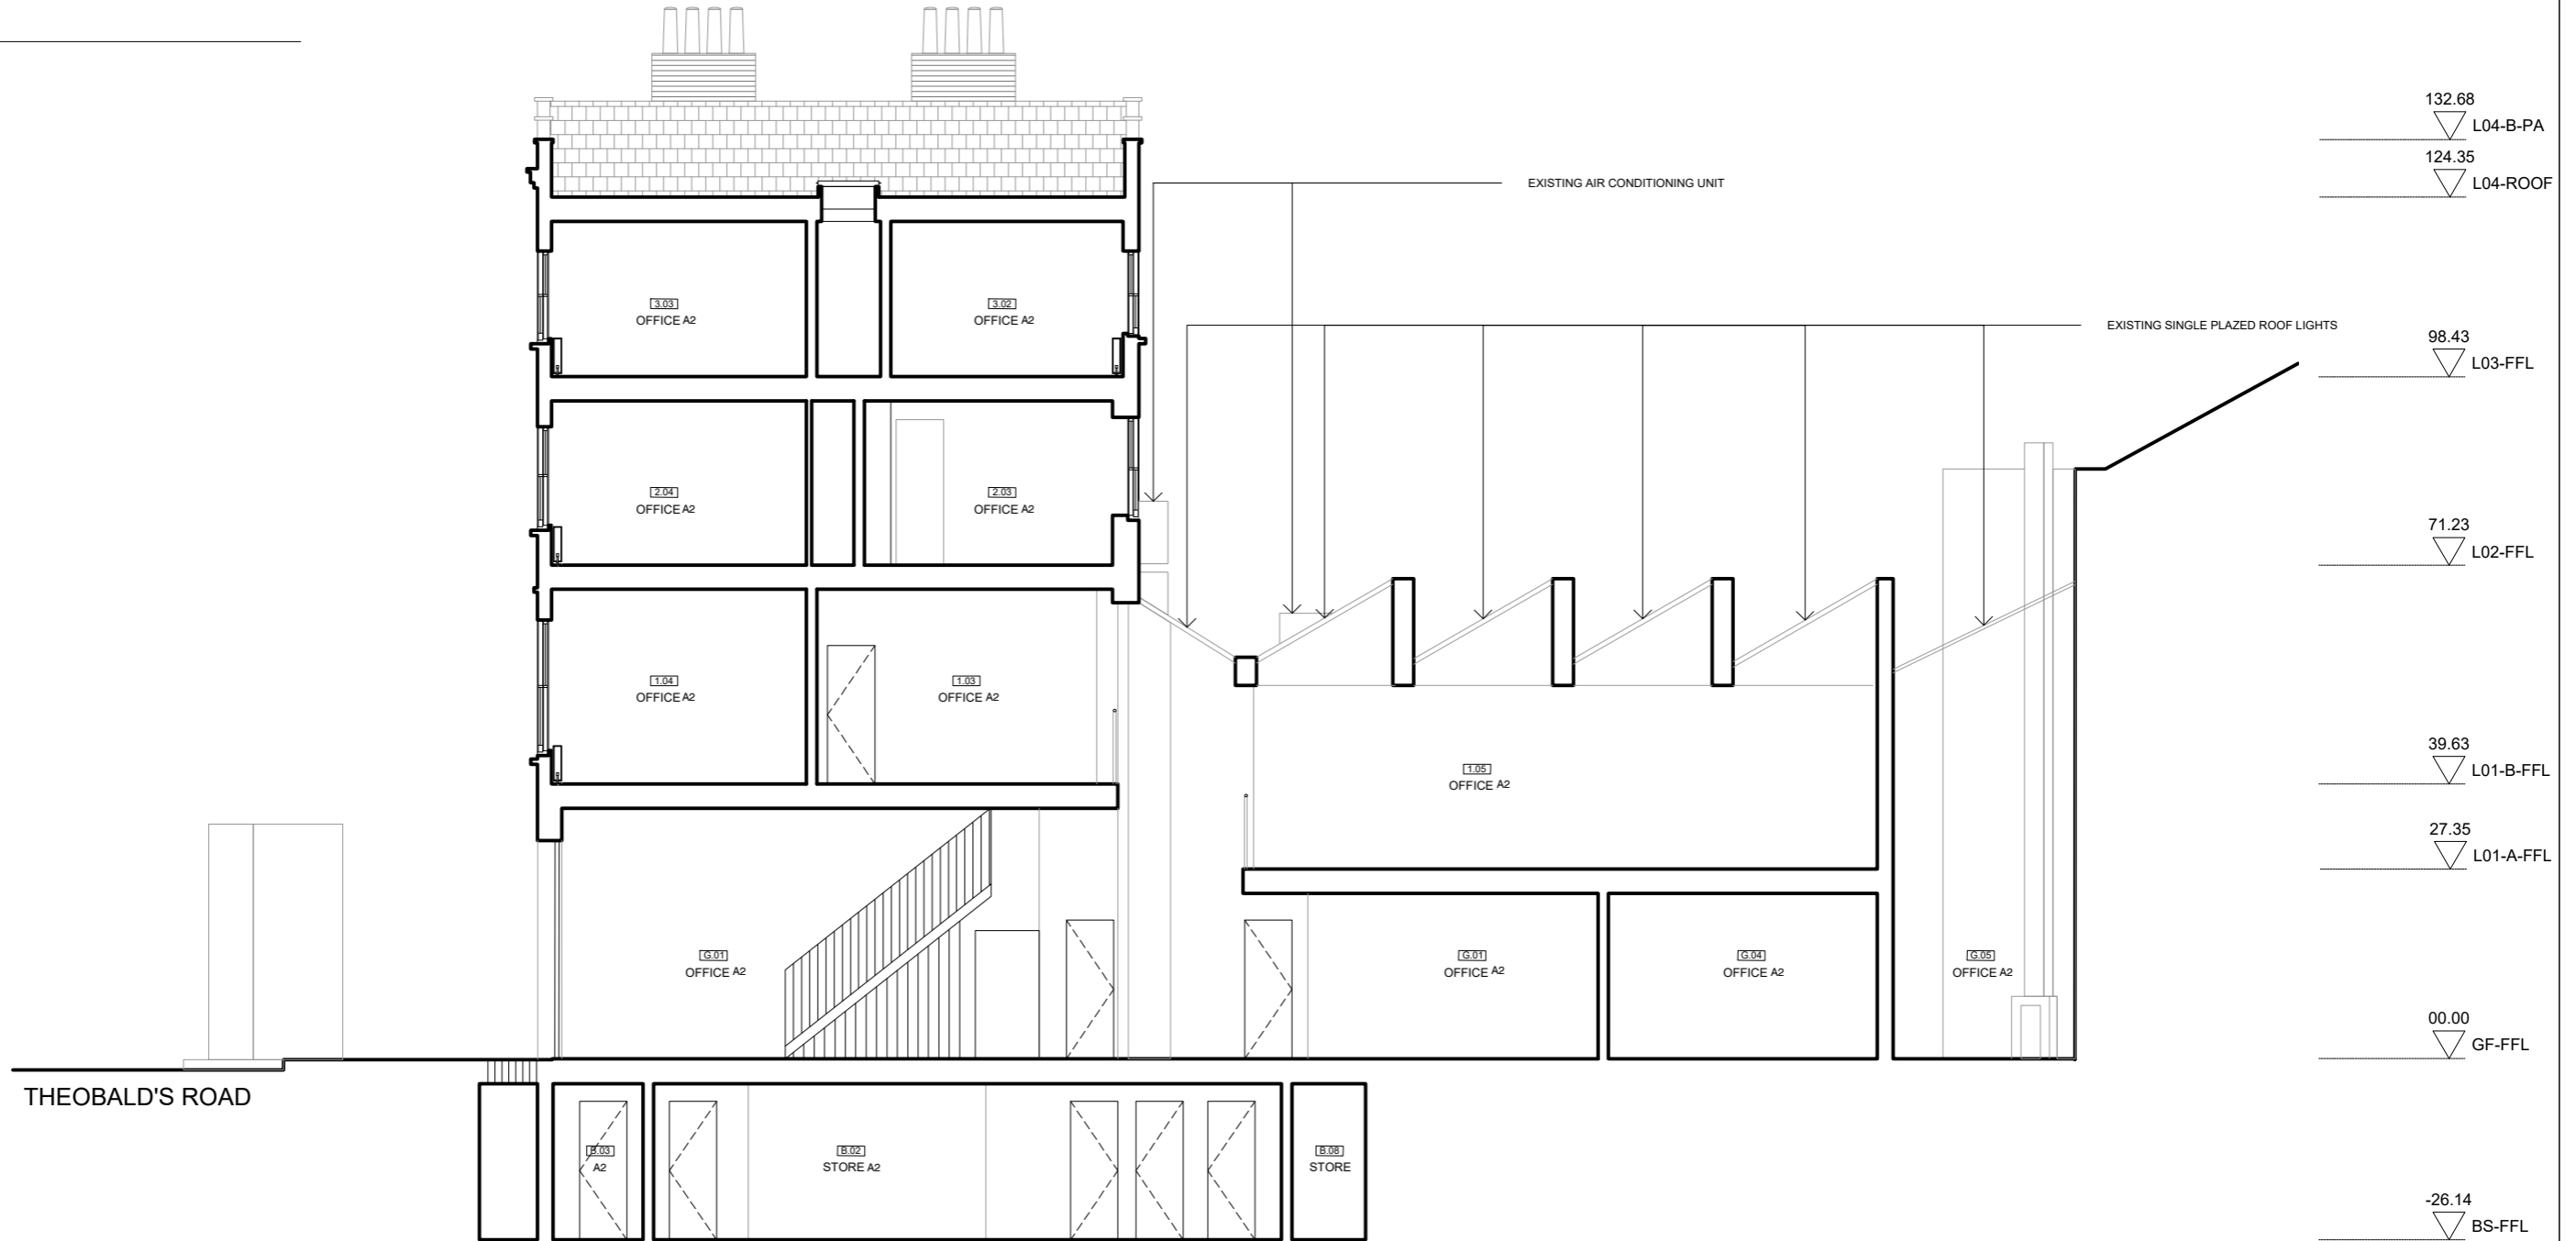 132.68
L04-B-PA
124.35
L04-ROOF
EXISTING AIR CONDITIONING UNIT
3.03
OFFICE A2
3.02
OFFICE A2
EXISTING SINGLE PLAZED ROOF LIGHTS
98.43
L03-FFL
2.04
OFFICE A2
2.03
OFFICE A2
71.23
L02-FFL
1.04
OFFICE A2
1.03
OFFICE A2
1.05
OFFICE A2
39.63
L01-B-FFL
27.35
L01-A-FFL
G.01
OFFICE A2
G.01
OFFICE A2
G.04
OFFICE A2
G.05
OFFICE A2
00.00
GF-FFL
THEOBALD'S ROAD
B.03
A2
B.02
STORE A2
B.08
STORE
-26.14
BS-FFL